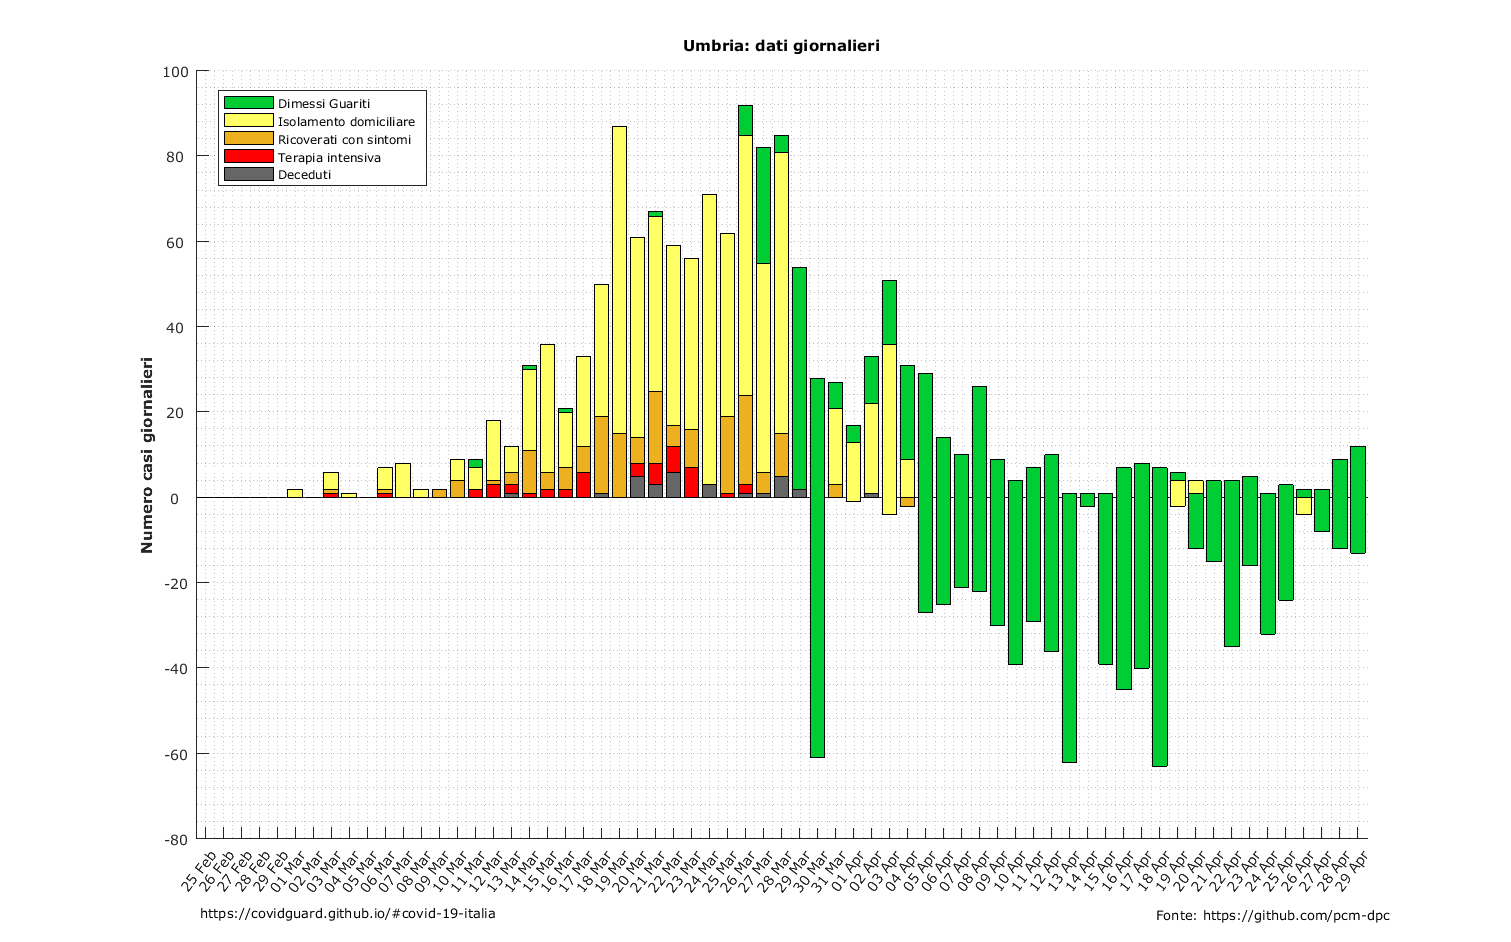 Umbria: dati giornalieri
100
80
60
40
20
0
-20
-40
-60
-80
Numero casi giornalieri
Dimessi Guariti
Isolamento domiciliare
Ricoverati con sintomi
Terapia intensiva
Deceduti
25 Feb
26 Feb
27 Feb
28 Feb
29 Feb
01 Mar
02 Mar
03 Mar
04 Mar
05 Mar
06 Mar
07 Mar
08 Mar
09 Mar
10 Mar
11 Mar
12 Mar
13 Mar
14 Mar
15 Mar
16 Mar
17 Mar
18 Mar
19 Mar
20 Mar
21 Mar
22 Mar
23 Mar
24 Mar
25 Mar
26 Mar
27 Mar
28 Mar
29 Mar
30 Mar
31 Mar
01 Apr
02 Apr
03 Apr
04 Apr
05 Apr
06 Apr
07 Apr
08 Apr
09 Apr
10 Apr
11 Apr
12 Apr
13 Apr
14 Apr
15 Apr
16 Apr
17 Apr
18 Apr
19 Apr
20 Apr
21 Apr
22 Apr
23 Apr
24 Apr
25 Apr
26 Apr
27 Apr
28 Apr
29 Apr
https://covidguard.github.io/#covid-19-italia
Fonte: https://github.com/pcm-dpc